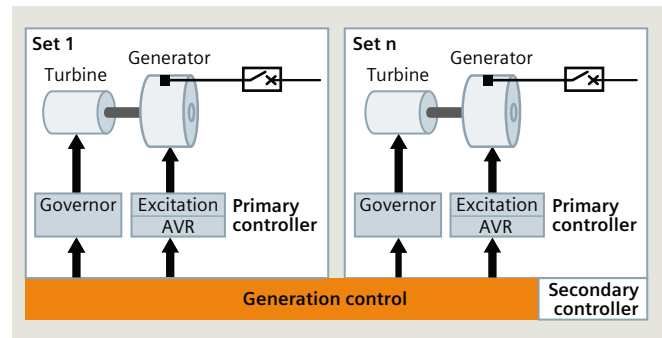 Set 1
Generator
Turbine
Governor
Excitation
AVR
Primary
controller
Set n
Generator
Turbine
Governor
Excitation
AVR
Primary
controller
Generation control
Secondary
controller